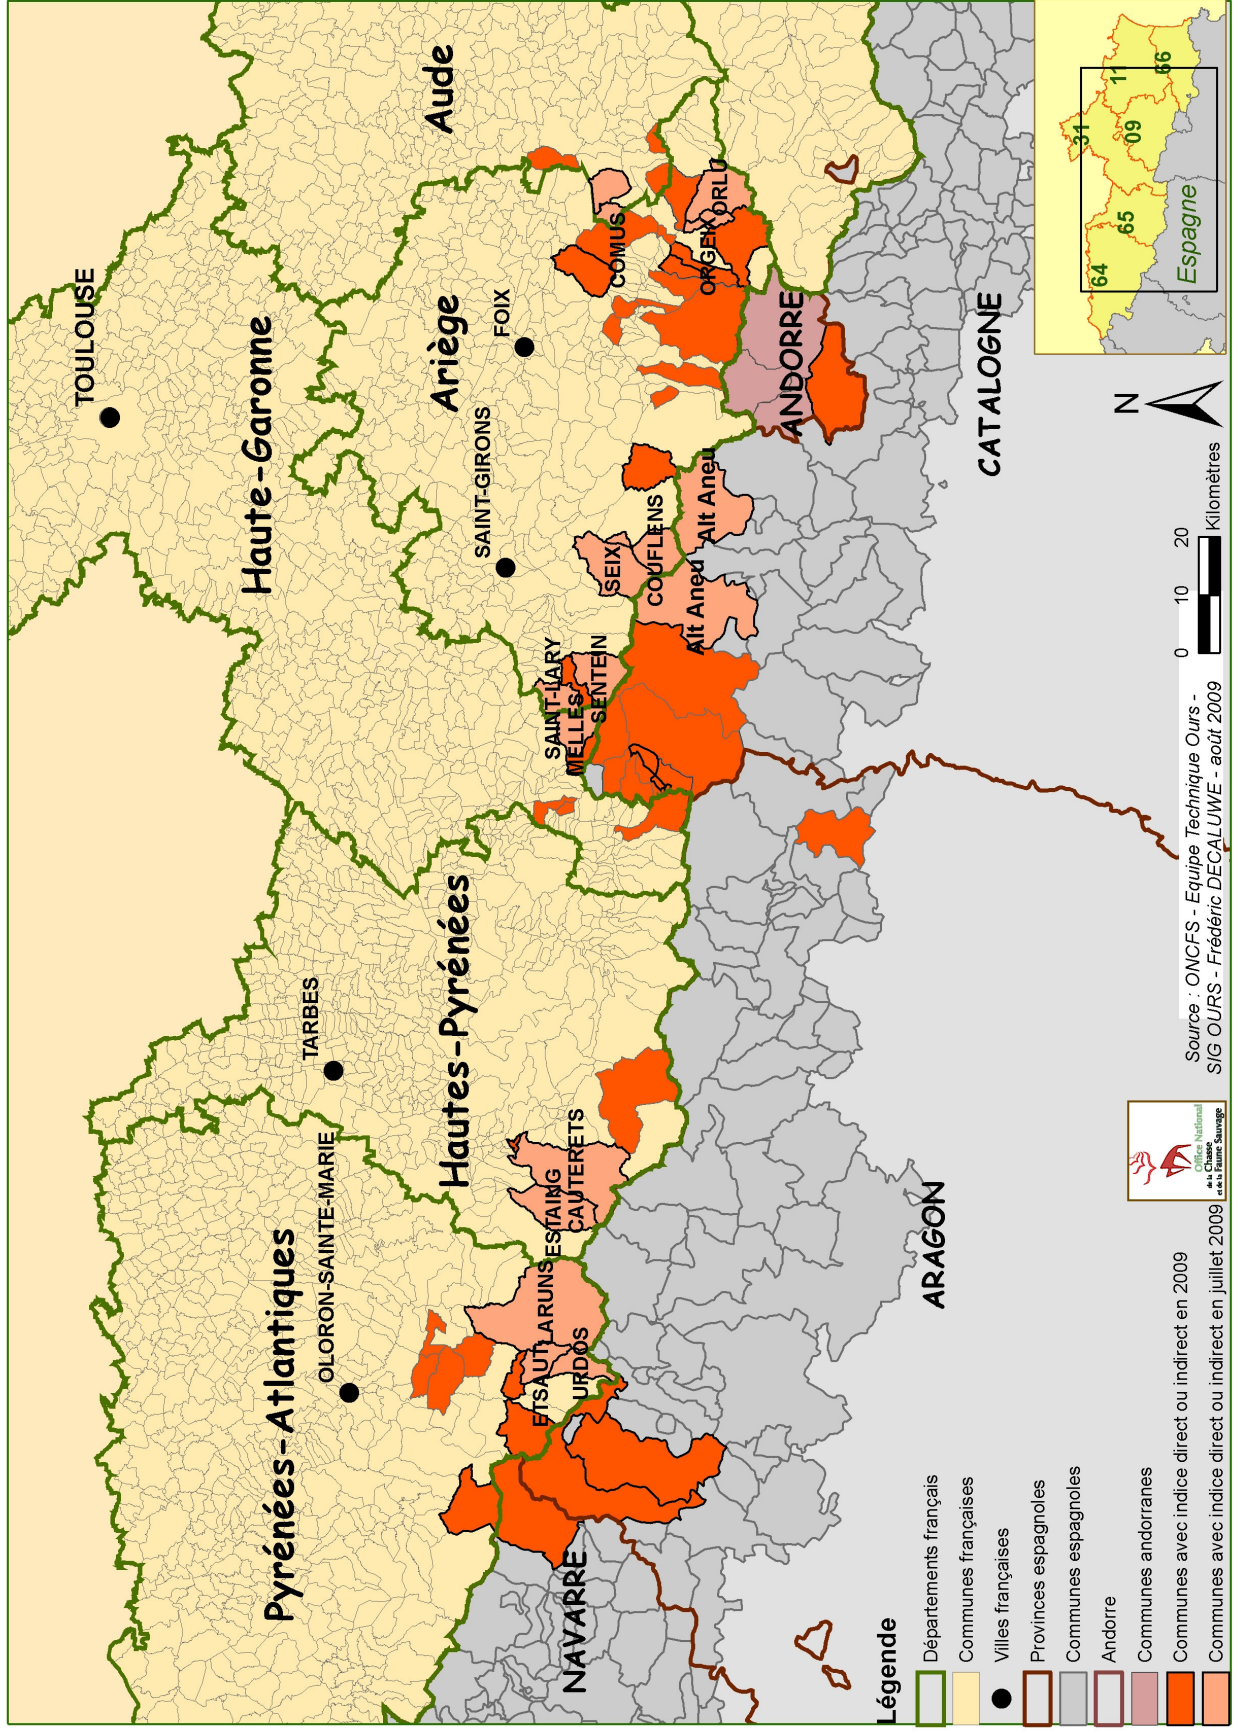 TOULOUSE
Haute-Garonne
Aude
Ariège
FOIX
SAINT-GIRONS
TARBES
Hautes-Pyrénées
Pyrénées-Atlantiques
OLORON-SAINTE-MARIE
COMUS
ORLU
ORGEIX
SEIX
COUFLENS
Alt Aneu
Alt Aneu
SAINT-LARY
MELLES
SENTEIN
ANDORRE
CAUTERETS
ESTAING
LARUNS
ETSAUT
URDOS
NAVARRE
ARAGON
CATALOGNE
Légende
Départements français
Communes françaises
Villes françaises
Provinces espagnoles
Communes espagnoles
Andorre
Communes andorranes
Communes avec indice direct ou indirect en 2009
Communes avec indice direct ou indirect en juillet 2009
Office National
de la Chasse
et de la Faune Sauvage
Source : ONCFS - Equipe Technique Ours -
SIG OURS - Frédéric DECALUWE - août 2009
0 10 20
Kilomètres
N
64
65
31
09
11
66
Espagne